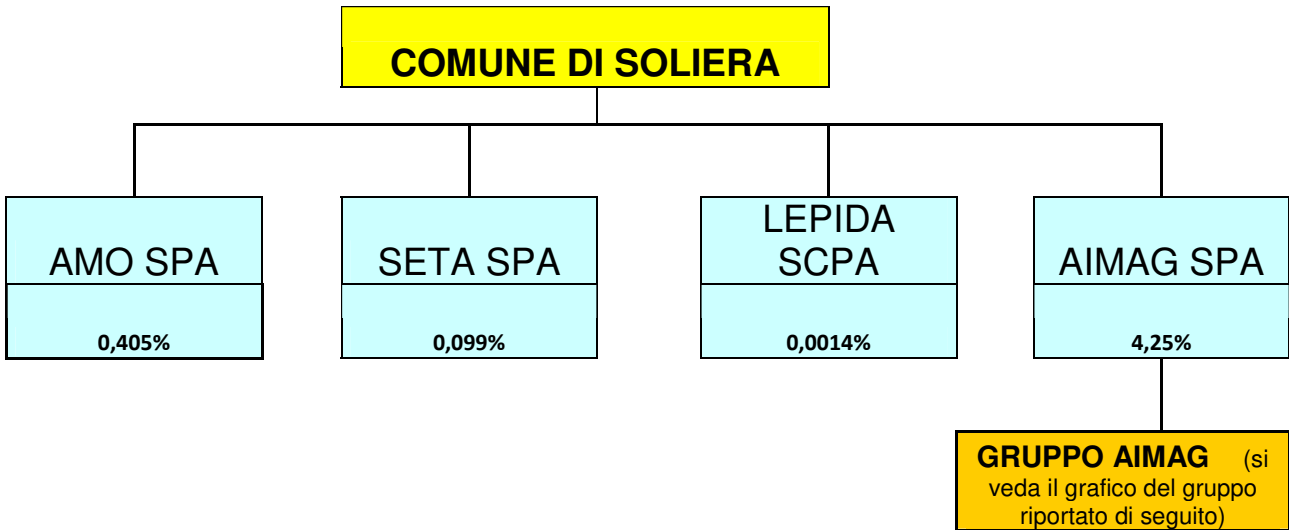 COMUNE DI SOLIERA
AMO SPA
SETA SPA
LEPIDA
SCPA
AIMAG SPA
0,405%
0,099%
0,0014%
4,25%
GRUPPO AIMAG (si
veda il grafico del gruppo
riportato di seguito)